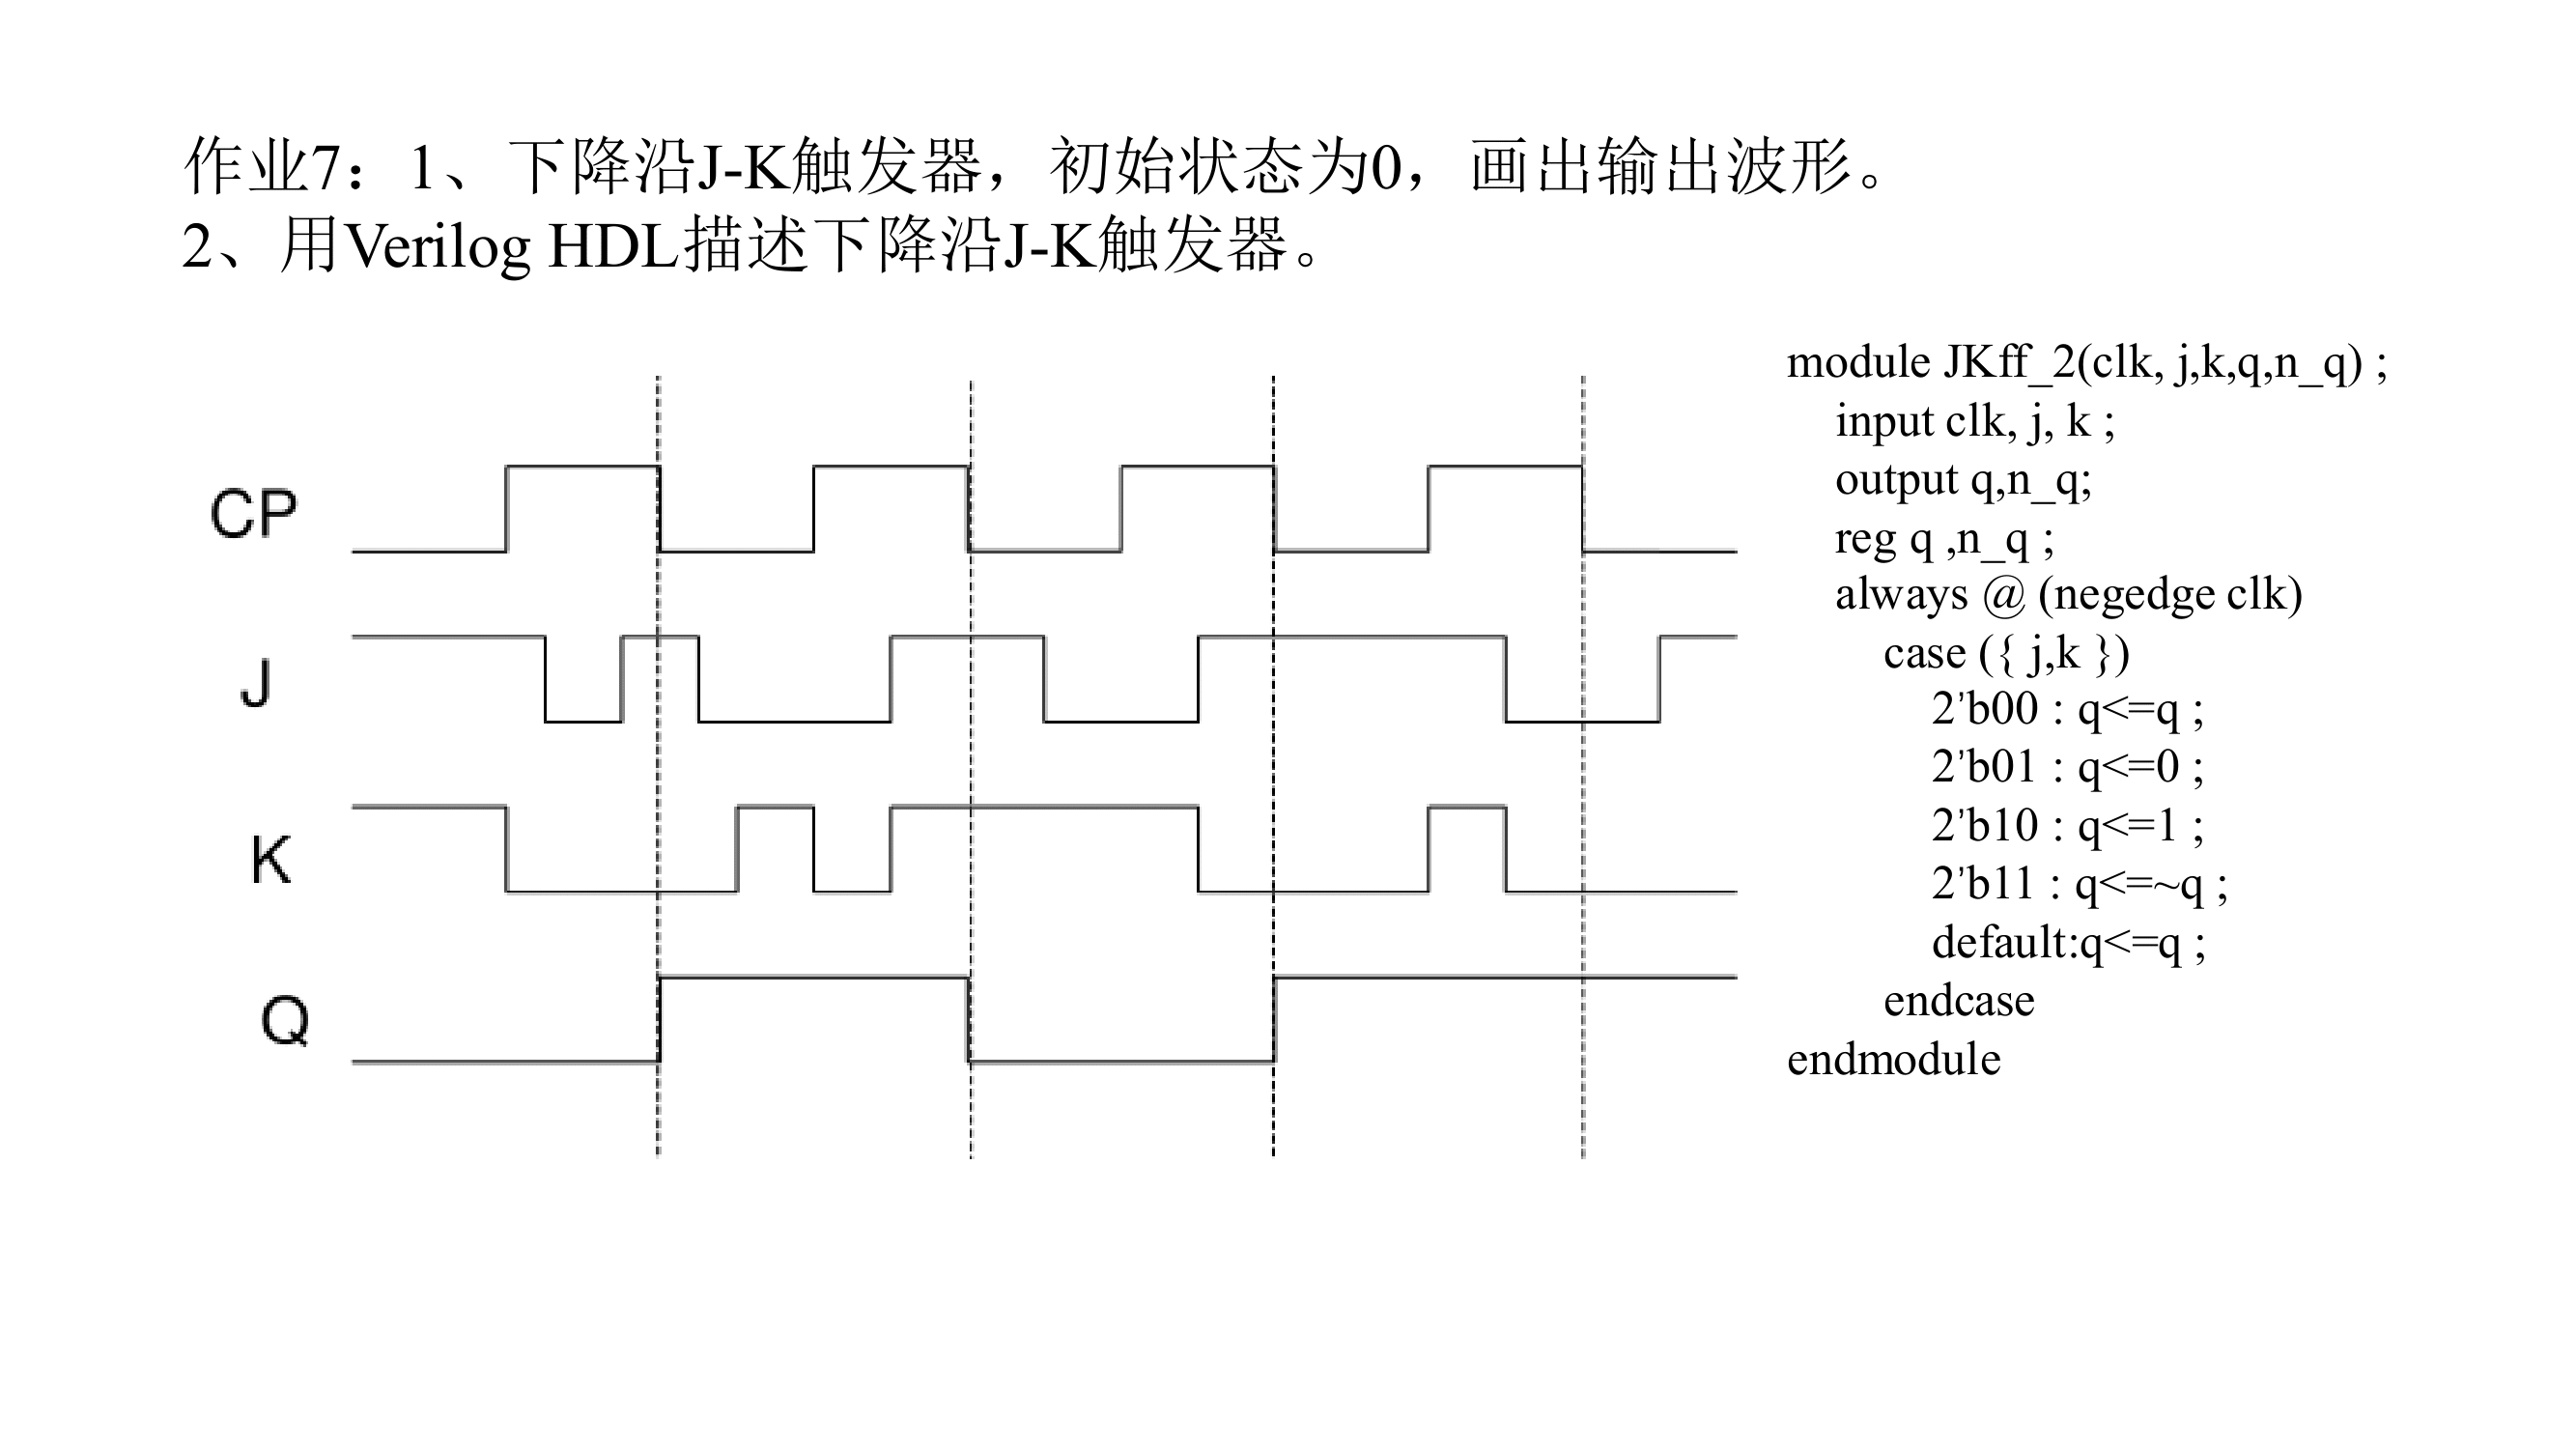 作业7：1、下降沿J-K触发器，初始状态为0，画出输出波形。
2、用Verilog HDL描述下降沿J-K触发器。
CP
J
K
Q
module JKff_2(clk, j,k,q,n_q) ;
input clk, j, k ;
output q,n_q;
reg q ,n_q ;
always @ (negedge clk)
case ({ j,k })
2’b00 : q<=q ;
2’b01 : q<=0 ;
2’b10 : q<=1 ;
2’b11 : q<=~q ;
default:q<=q ;
endcase
endmodule